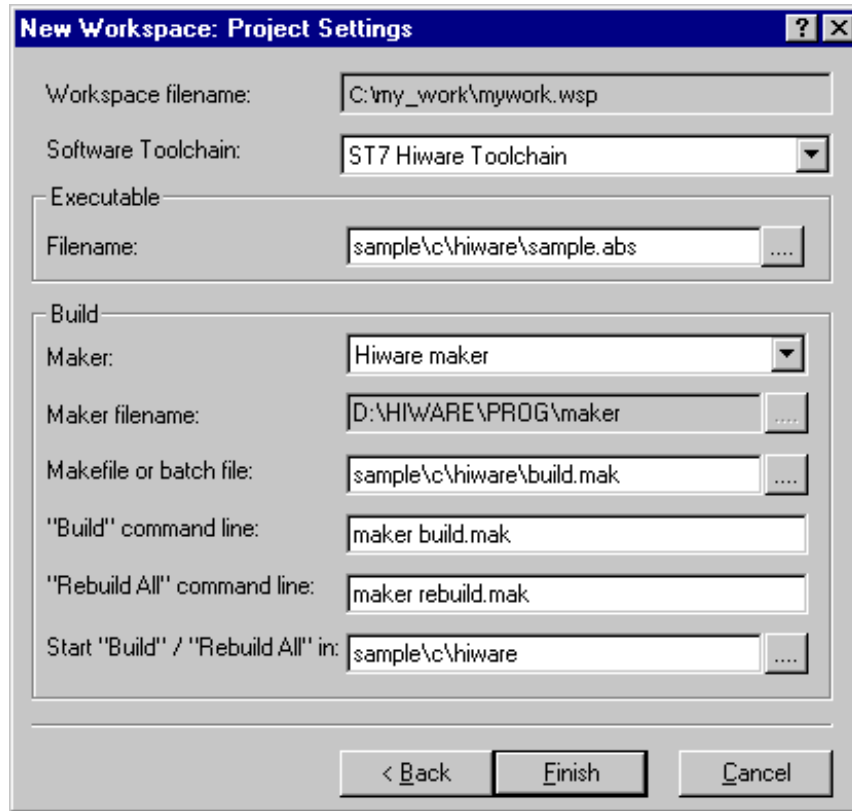 New Workspace: Project Settings
Workspace filename: C:\my_work\mywork.wsp
Software Toolchain: ST7 Hiware Toolchain
Executable
Filename: sample\c\hiware\sample.abs ....
Build
Maker: Hiware maker
Maker filename: D:\HIWARE\PROG\maker ....
Makefile or batch file: sample\c\hiware\build.mak ....
"Build" command line: maker build.mak
"Rebuild All" command line: maker rebuild.mak
Start "Build" / "Rebuild All" in: sample\c\hiware ....
< Back Finish Cancel